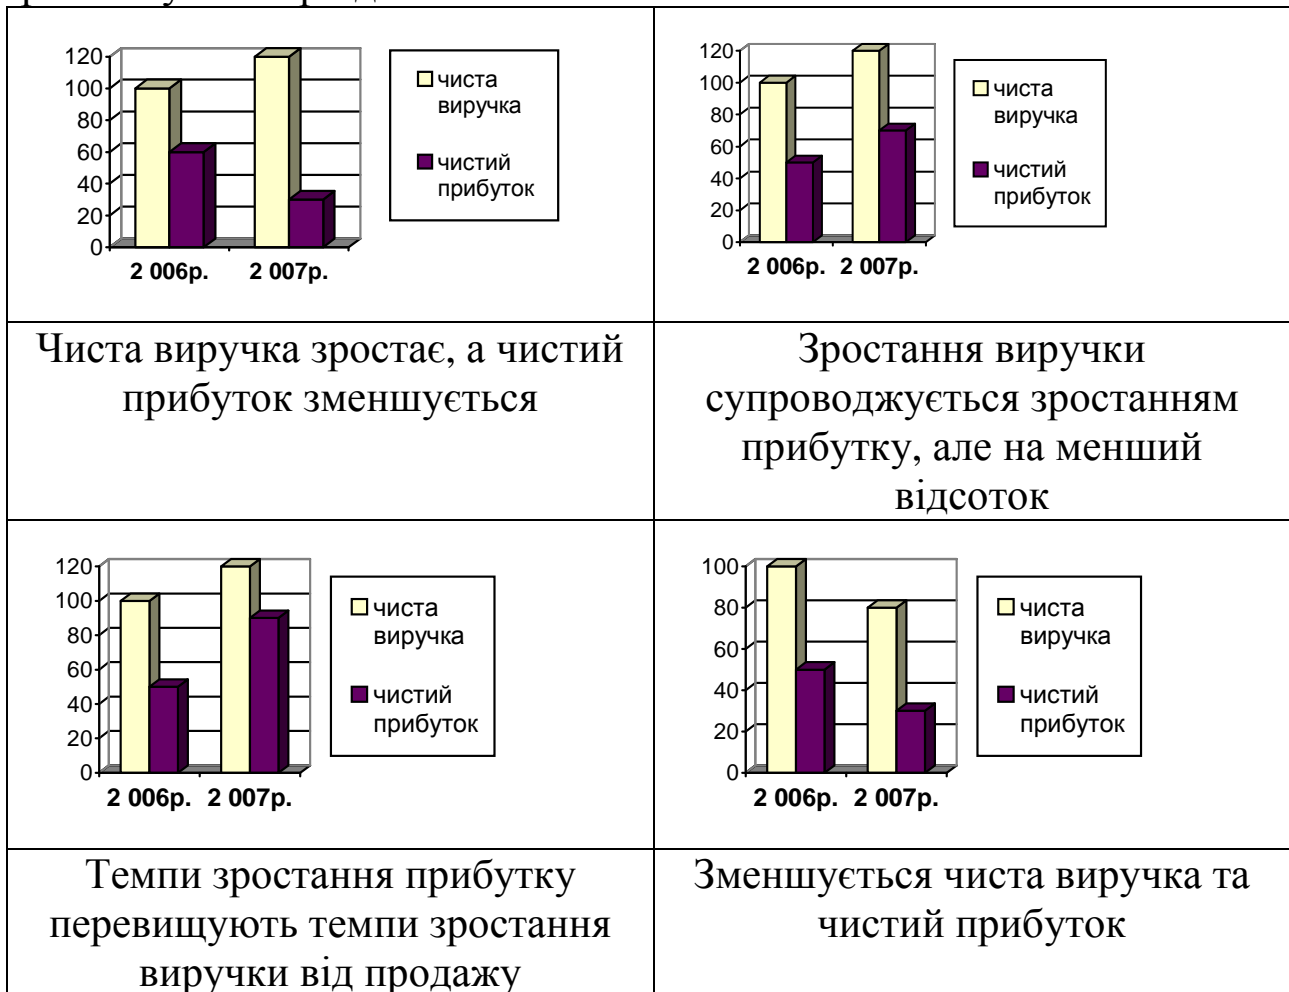 120
100
80
60
40
20
0
2 006р. 2 007р.
чиста
виручка
чистий
прибуток
120
100
80
60
40
20
0
2 006р. 2 007р.
чиста
виручка
чистий
прибуток
Чиста виручка зростає, а чистий
прибуток зменшується
Зростання виручки
супроводжується зростанням
прибутку, але на менший
відсоток
120
100
80
60
40
20
0
2 006р. 2 007р.
чиста
виручка
чистий
прибуток
100
80
60
40
20
0
2 006р. 2 007р.
чиста
виручка
чистий
прибуток
Темпи зростання прибутку
перевищують темпи зростання
виручки від продажу
Зменшується чиста виручка та
чистий прибуток